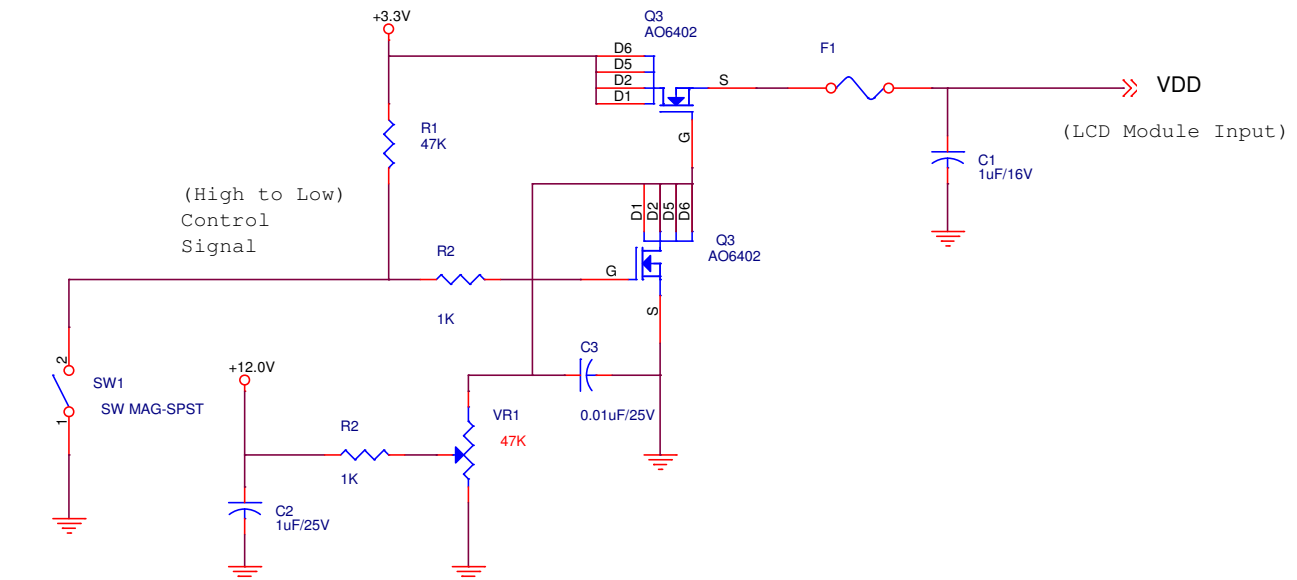 +3.3V
Q3
AO6402
D6
D5
D2
D1
S
G
F1
VDD
(LCD Module Input)
R1
47K
C1
1uF/16V
(High to Low)
Control
Signal
D1
D2
D5
D6
Q3
AO6402
R2
1K
G
S
2
1
SW1
SW MAG-SPST
+12.0V
C3
0.01uF/25V
VR1
47K
R2
1K
C2
1uF/25V